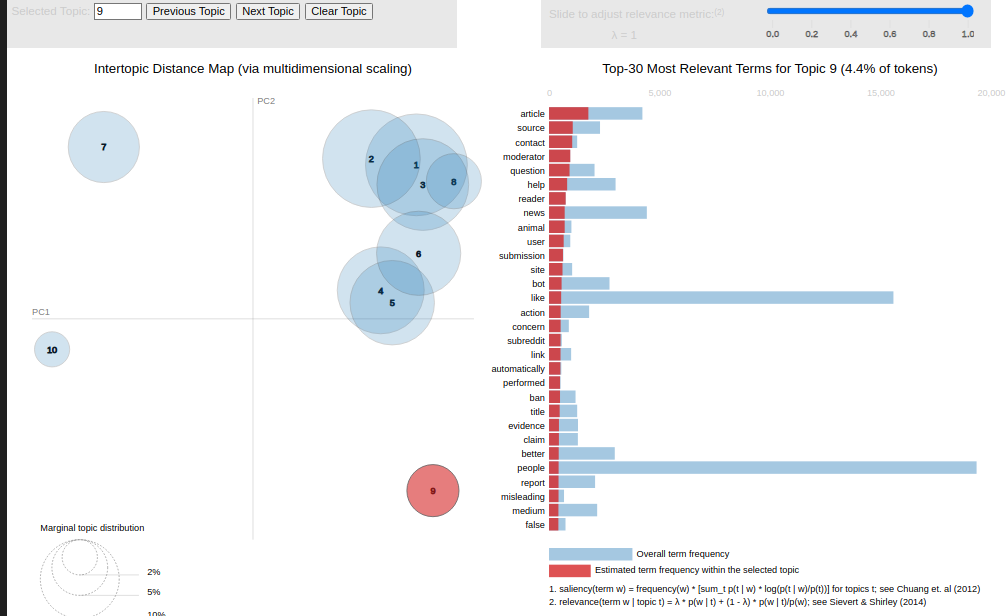 Selected Topic: 9 Previous Topic Next Topic Clear Topic
Slide to adjust relevance metric:(2)
λ = 1
0.0 0.2 0.4 0.6 0.8 1.0
Intertopic Distance Map (via multidimensional scaling)
PC2
PC1
7
2
1
3
8
6
4
5
10
9
Marginal topic distribution
2%
5%
10%
Top-30 Most Relevant Terms for Topic 9 (4.4% of tokens)
0 5,000 10,000 15,000 20,000
article
source
contact
moderator
question
help
reader
news
animal
user
submission
site
bot
like
action
concern
subreddit
link
automatically
performed
ban
title
evidence
claim
better
people
report
misleading
medium
false
Overall term frequency
Estimated term frequency within the selected topic
1. saliency(term w) = frequency(w) * [sum_t p(t | w) * log(p(t | w)/p(t))] for topics t; see Chuang et. al (2012)
2. relevance(term w | topic t) = λ * p(w | t) + (1 - λ) * p(w | t)/p(w); see Sievert & Shirley (2014)